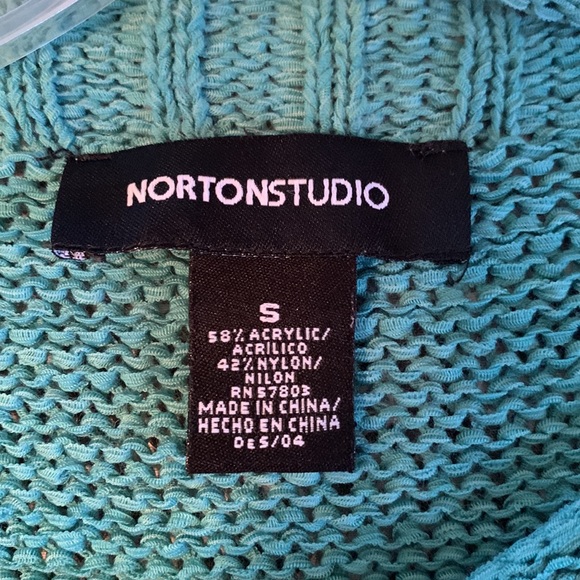 NORTONSTUDIO
S
58% ACRYLIC/
ACRILICO
42% NYLON/
NILON
RN 57803
MADE IN CHINA/
HECHO EN CHINA
DES/04